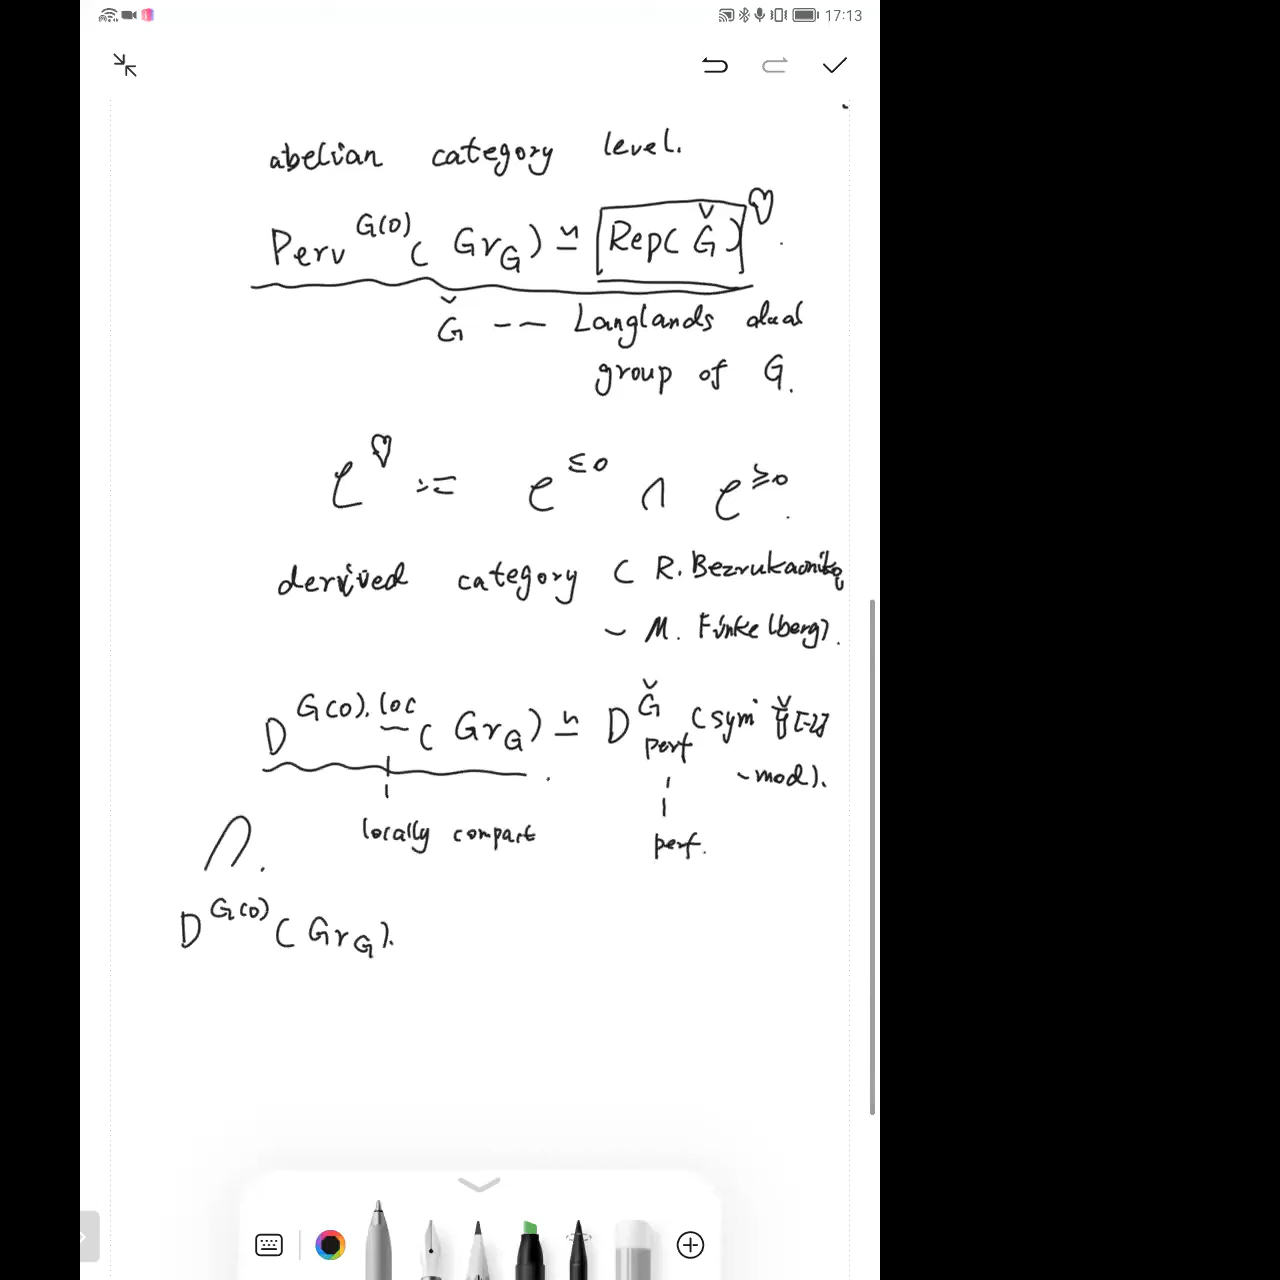 17:13
abelian category level.
Perv^{G(O)} (Gr_G) ≃ [Rep(Ǧ)]^♡.
Ǧ -- Langlands dual
group of G.
C^♡ := C^{≤0} ∩ C^{≥0}.
derived category ( R. Bezrukavnikov
- M. Finkelberg).
D^{G(O), loc} (Gr_G) ≃ D^{Ǧ}_{perf} (Sym ǧ[-2]
-mod).
locally compact
perf.
∩.
D^{G(O)} (Gr_G).